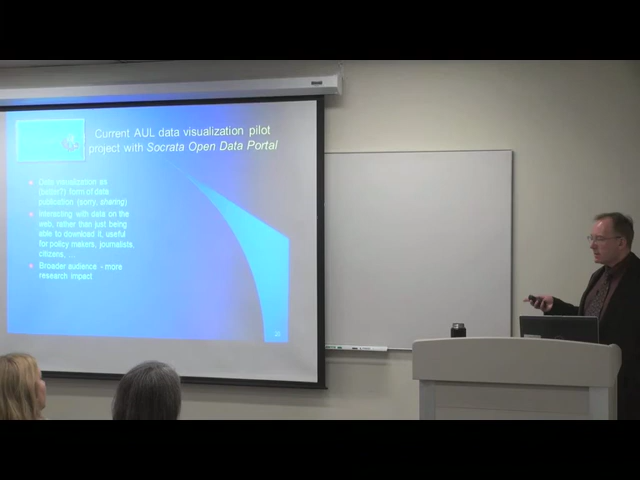 Current AUL data visualization pilot
project with Socrata Open Data Portal
Data visualization as
(better?) form of data
publication (sorry, sharing)
Interacting with data on the
web, rather than just being
able to download it, useful
for policy makers, journalists,
citizens, ...
Broader audience - more
research impact